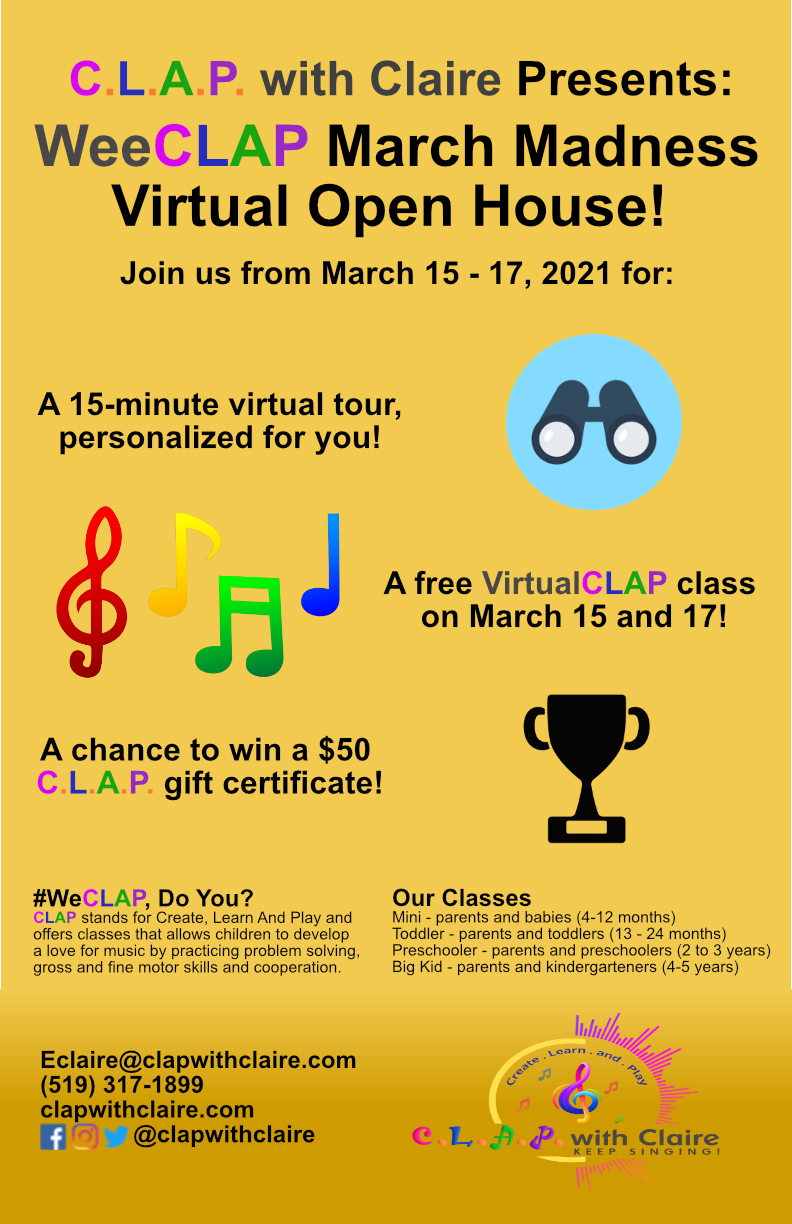 C.L.A.P. with Claire Presents:
WeeCLAP March Madness
Virtual Open House!
Join us from March 15 - 17, 2021 for:
A 15-minute virtual tour,
personalized for you!
A free VirtualCLAP class
on March 15 and 17!
A chance to win a $50
C.L.A.P. gift certificate!
#WeCLAP, Do You?
CLAP stands for Create, Learn And Play and
offers classes that allows children to develop
a love for music by practicing problem solving,
gross and fine motor skills and cooperation.
Our Classes
Mini - parents and babies (4-12 months)
Toddler - parents and toddlers (13 - 24 months)
Preschooler - parents and preschoolers (2 to 3 years)
Big Kid - parents and kindergarteners (4-5 years)
Eclaire@clapwithclaire.com
(519) 317-1899
clapwithclaire.com
@clapwithclaire
Create . Learn . and . Play
C.L.A.P. with Claire
KEEP SINGING!